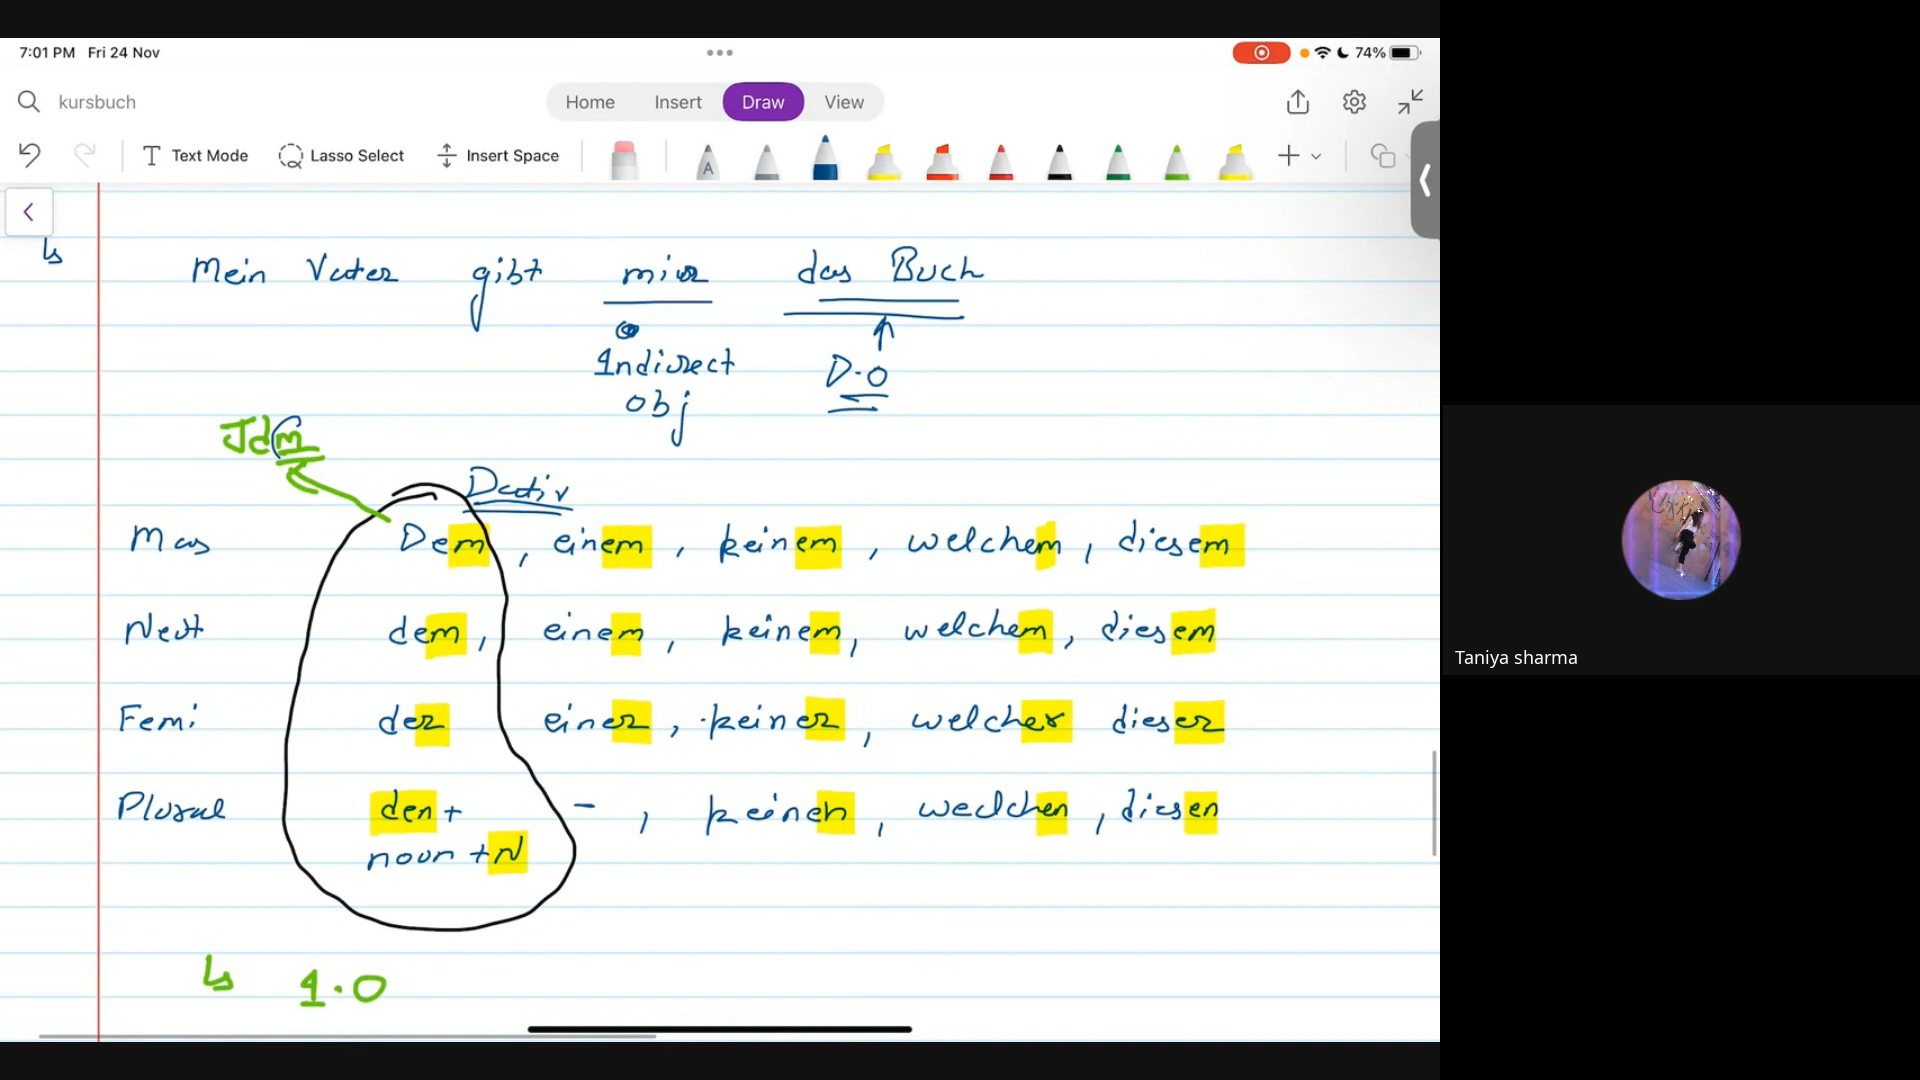 7:01 PM Fri 24 Nov
74%
kursbuch
Home Insert Draw View
Text Mode Lasso Select Insert Space
A
↳ Mein Vater gibt mir das Buch
Indirect D.O
obj
Jdm
Dativ
Mas Dem, einem, keinem, welchem, diesem
Neut dem, einem, keinem, welchem, diesem
Femi der einer, keiner, welcher dieser
Plural den + -, keinen, welchen, diesen
noun + N
↳ I.O
Taniya sharma